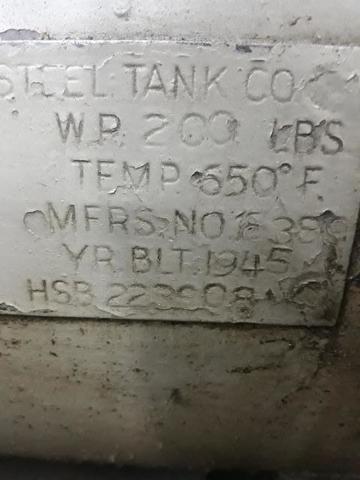 STEEL TANK CO
W.P. 200 LBS
TEMP 650°F
MFRS. NO.
YR. BLT. 1945
HSB